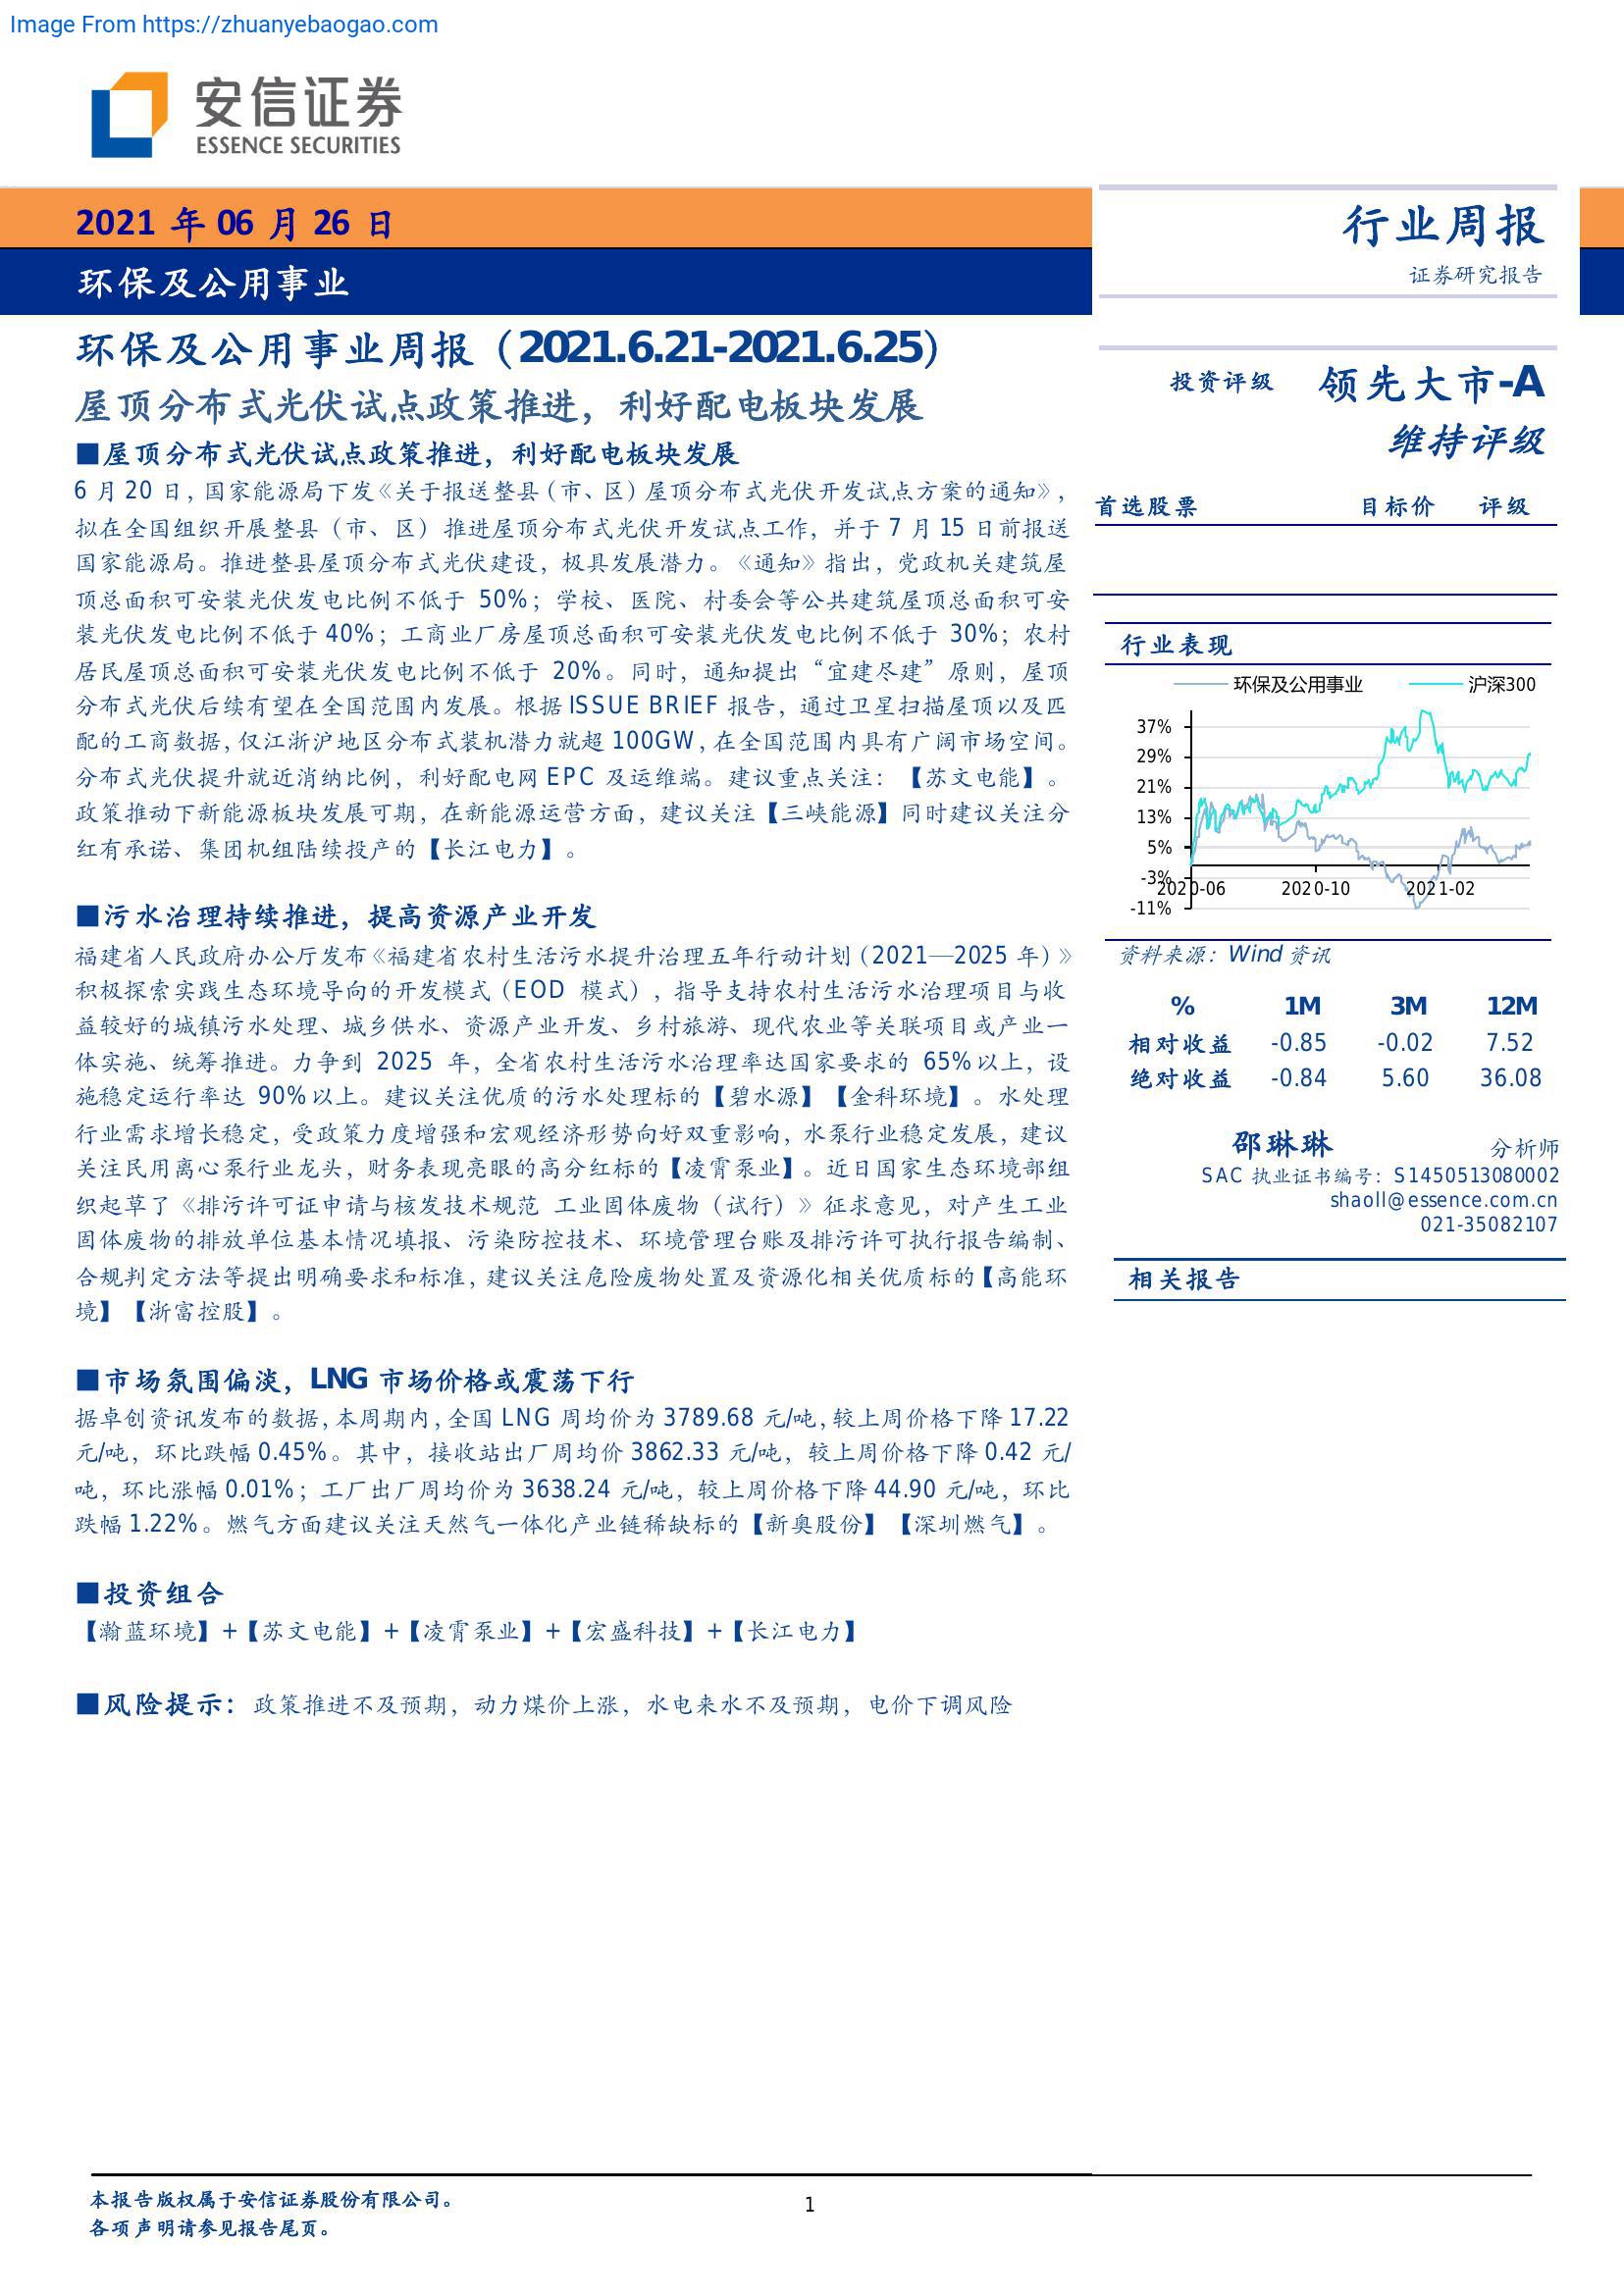 Image From https://zhuanyebaogao.com
安信证券
ESSENCE SECURITIES
2021 年 06 月 26 日
环保及公用事业
环保及公用事业周报（2021.6.21-2021.6.25）
屋顶分布式光伏试点政策推进，利好配电板块发展
■屋顶分布式光伏试点政策推进，利好配电板块发展
6 月 20 日，国家能源局下发《关于报送整县（市、区）屋顶分布式光伏开发试点方案的通知》，
拟在全国组织开展整县（市、区）推进屋顶分布式光伏开发试点工作，并于 7 月 15 日前报送
国家能源局。推进整县屋顶分布式光伏建设，极具发展潜力。《通知》指出，党政机关建筑屋
顶总面积可安装光伏发电比例不低于 50%；学校、医院、村委会等公共建筑屋顶总面积可安
装光伏发电比例不低于 40%；工商业厂房屋顶总面积可安装光伏发电比例不低于 30%；农村
居民屋顶总面积可安装光伏发电比例不低于 20%。同时，通知提出“宜建尽建”原则，屋顶
分布式光伏后续有望在全国范围内发展。根据 ISSUE BRIEF 报告，通过卫星扫描屋顶以及匹
配的工商数据，仅江浙沪地区分布式装机潜力就超 100GW，在全国范围内具有广阔市场空间。
分布式光伏提升就近消纳比例，利好配电网 EPC 及运维端。建议重点关注：【苏文电能】。
政策推动下新能源板块发展可期，在新能源运营方面，建议关注【三峡能源】同时建议关注分
红有承诺、集团机组陆续投产的【长江电力】。
■污水治理持续推进，提高资源产业开发
福建省人民政府办公厅发布《福建省农村生活污水提升治理五年行动计划（2021—2025 年）》
积极探索实践生态环境导向的开发模式（EOD 模式），指导支持农村生活污水治理项目与收
益较好的城镇污水处理、城乡供水、资源产业开发、乡村旅游、现代农业等关联项目或产业一
体实施、统筹推进。力争到 2025 年，全省农村生活污水治理率达国家要求的 65%以上，设
施稳定运行率达 90%以上。建议关注优质的污水处理标的【碧水源】【金科环境】。水处理
行业需求增长稳定，受政策力度增强和宏观经济形势向好双重影响，水泵行业稳定发展，建议
关注民用离心泵行业龙头，财务表现亮眼的高分红标的【凌霄泵业】。近日国家生态环境部组
织起草了《排污许可证申请与核发技术规范 工业固体废物（试行）》征求意见，对产生工业
固体废物的排放单位基本情况填报、污染防控技术、环境管理台账及排污许可执行报告编制、
合规判定方法等提出明确要求和标准，建议关注危险废物处置及资源化相关优质标的【高能环
境】【浙富控股】。
■市场氛围偏淡，LNG 市场价格或震荡下行
据卓创资讯发布的数据，本周期内，全国 LNG 周均价为 3789.68 元/吨，较上周价格下降 17.22
元/吨，环比跌幅 0.45%。其中，接收站出厂周均价 3862.33 元/吨，较上周价格下降 0.42 元/
吨，环比涨幅 0.01%；工厂出厂周均价为 3638.24 元/吨，较上周价格下降 44.90 元/吨，环比
跌幅 1.22%。燃气方面建议关注天然气一体化产业链稀缺标的【新奥股份】【深圳燃气】。
■投资组合
【瀚蓝环境】+【苏文电能】+【凌霄泵业】+【宏盛科技】+【长江电力】
■风险提示：政策推进不及预期，动力煤价上涨，水电来水不及预期，电价下调风险
行业周报
证券研究报告
投资评级 领先大市-A
维持评级
首选股票 目标价 评级
行业表现
环保及公用事业 沪深300
37%
29%
21%
13%
5%
-3%
-11%
2020-06 2020-10 2021-02
资料来源：Wind 资讯
% 1M 3M 12M
相对收益 -0.85 -0.02 7.52
绝对收益 -0.84 5.60 36.08
邵琳琳 分析师
SAC 执业证书编号：S1450513080002
shaoll@essence.com.cn
021-35082107
相关报告
本报告版权属于安信证券股份有限公司。
各项声明请参见报告尾页。
1